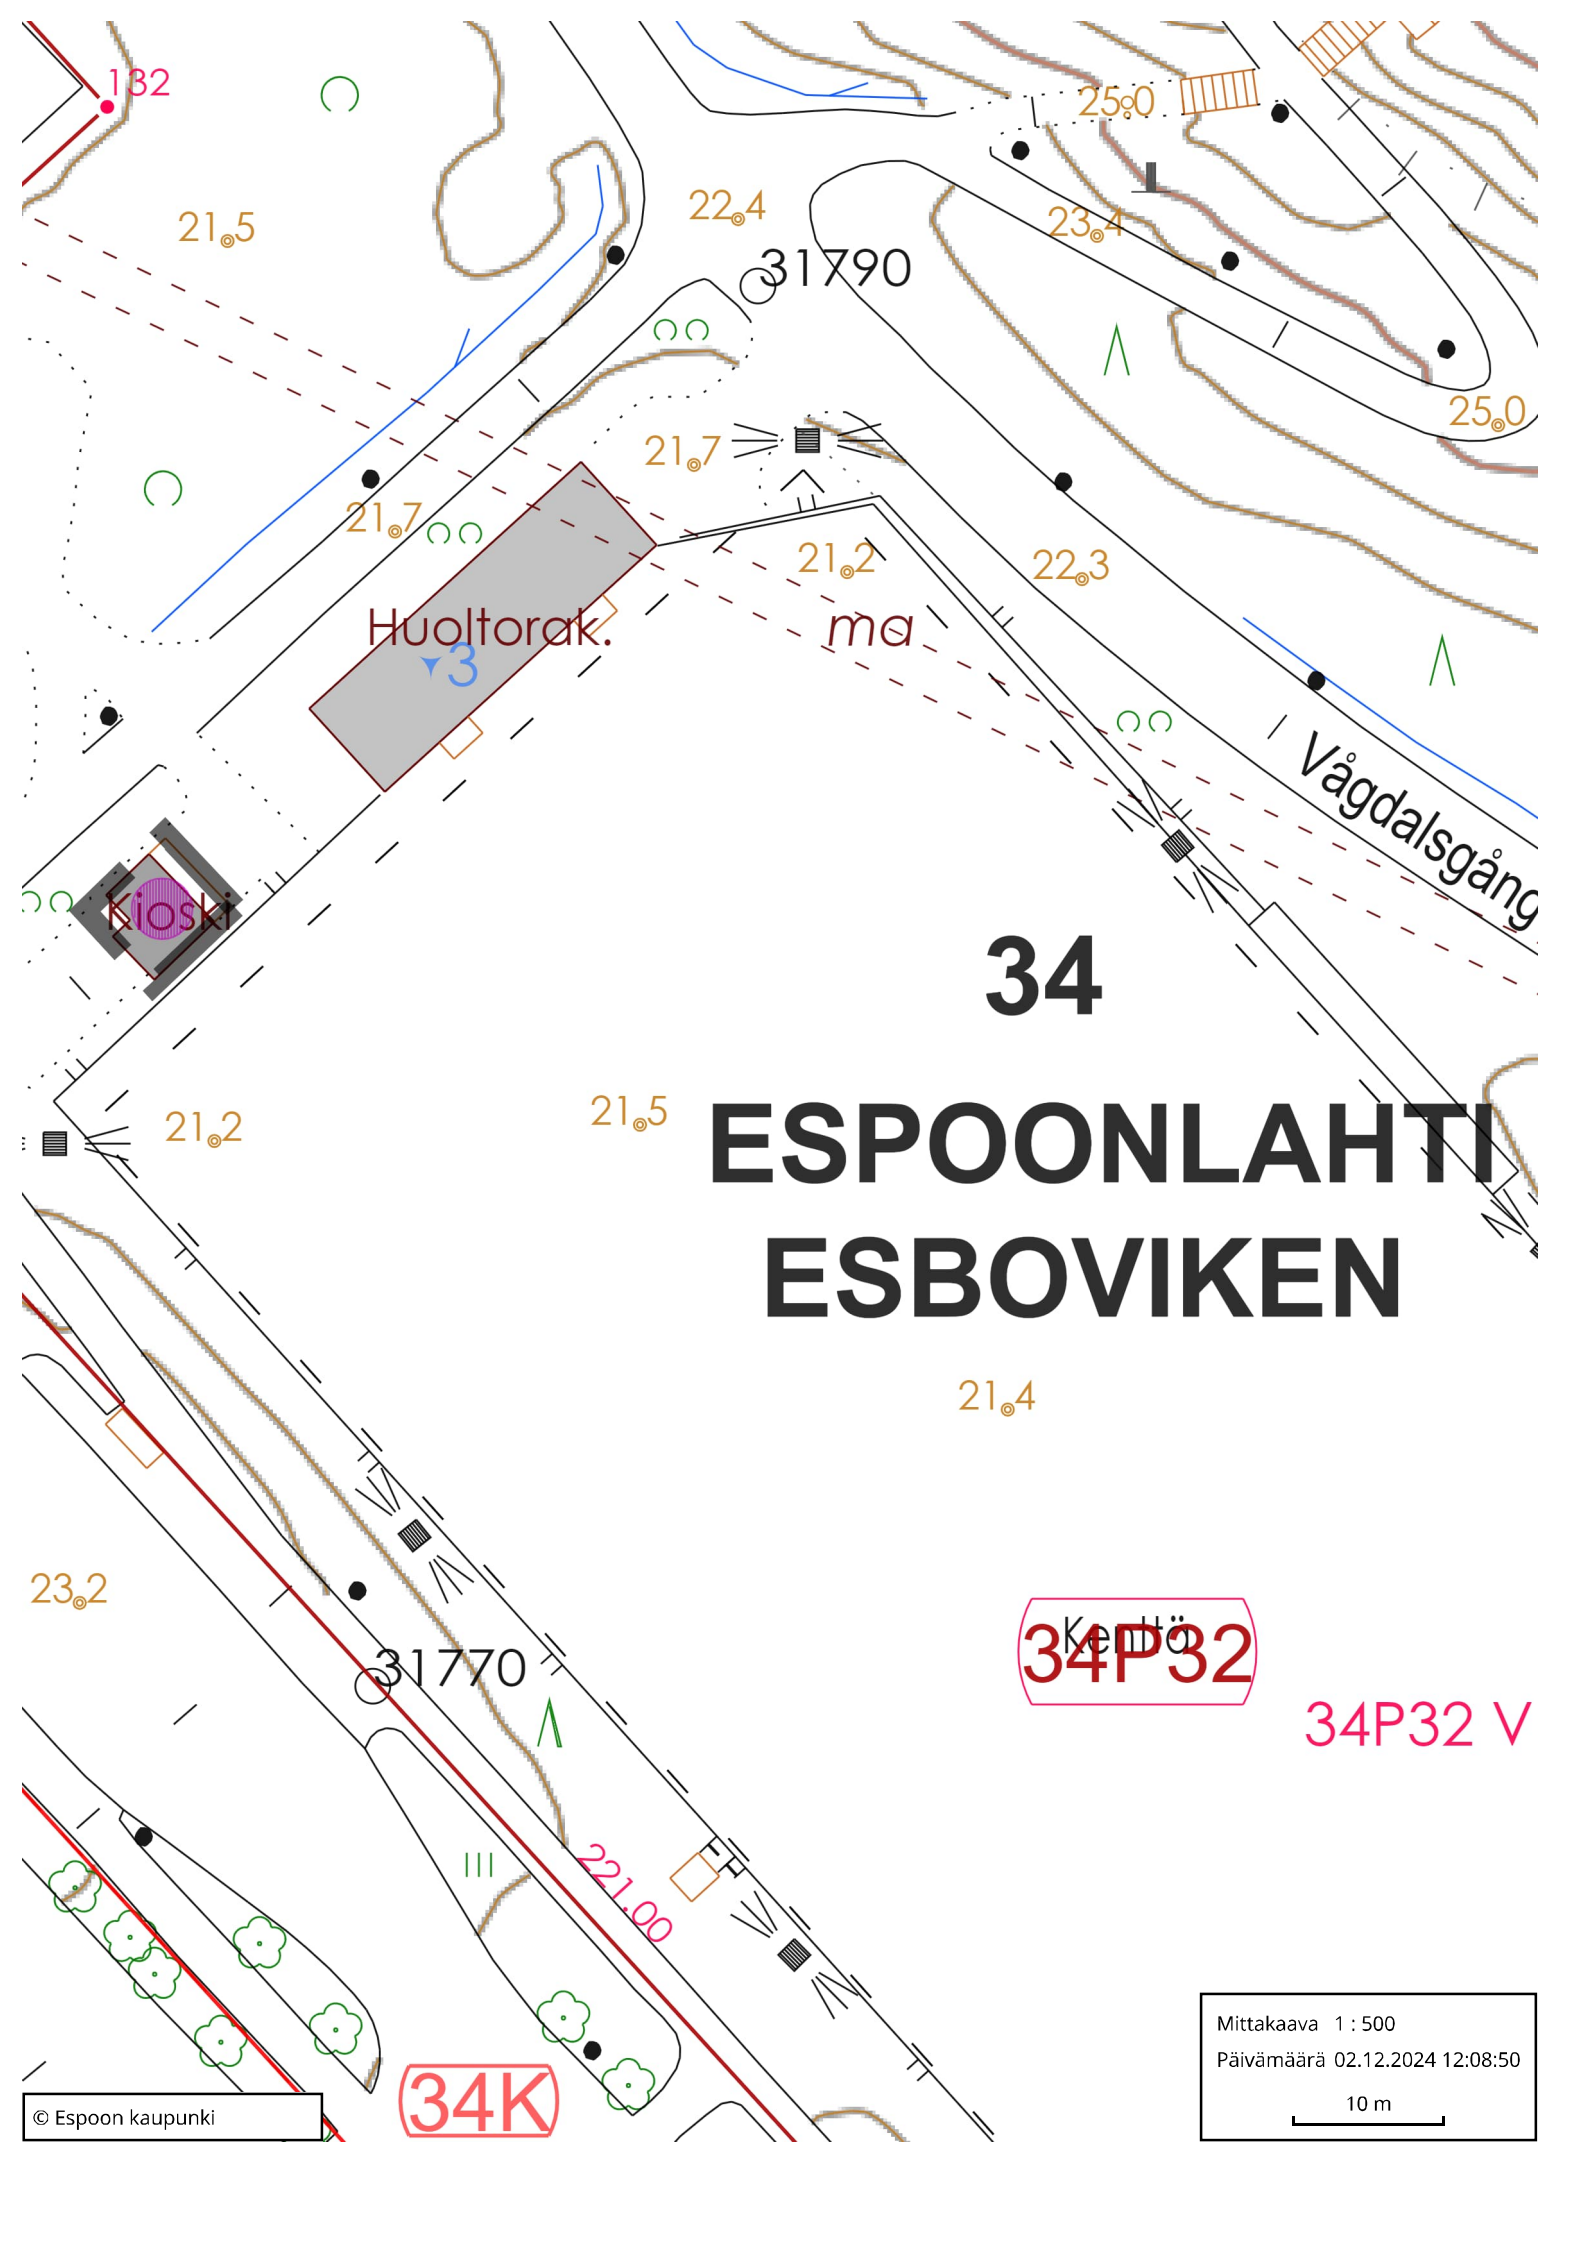 132
25.0
21.5
22.4
23.4
31790
25.0
21.7
21.7
21.2
22.3
Huoltorak.
ma
3
Vågdalsgång
Kioski
34
ESPOONLAHTI
ESBOVIKEN
21.2
21.5
21.4
23.2
31770
Kenttä
34P32
34P32 V
221.00
34K
Mittakaava 1 : 500
Päivämäärä 02.12.2024 12:08:50
10 m
© Espoon kaupunki